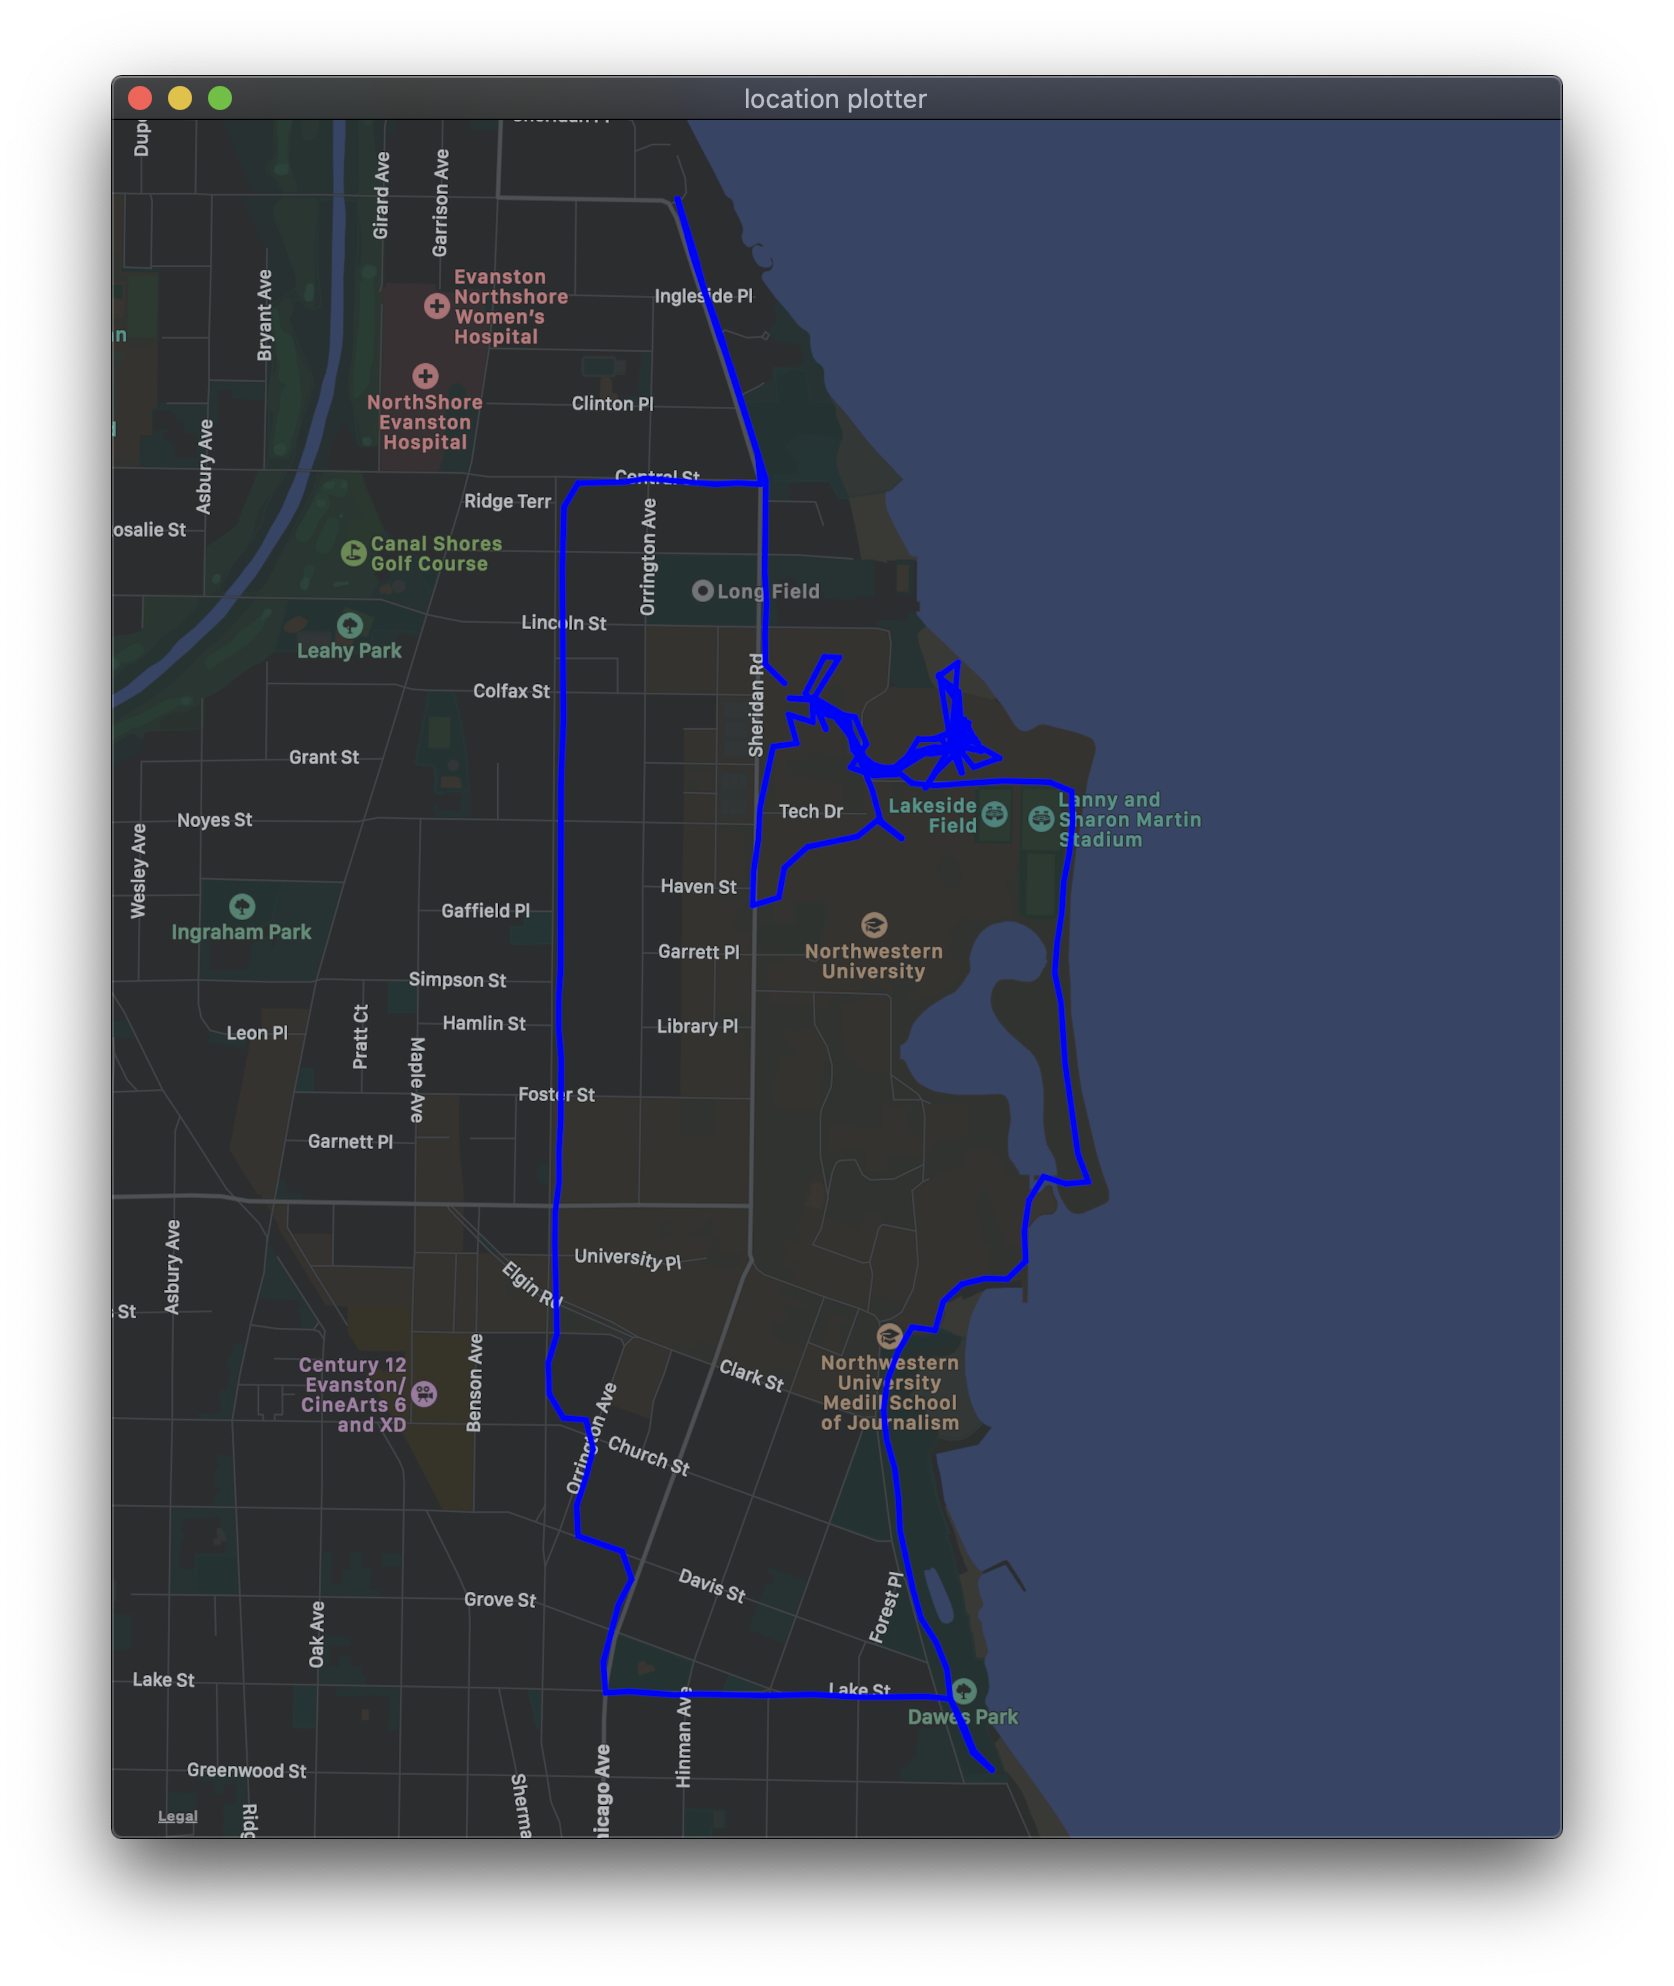 location plotter
Girard Ave
Garrison Ave
Bryant Ave
Evanston
Northshore
Women's
Hospital
Ingleside Pl
NorthShore
Evanston
Hospital
Clinton Pl
Asbury Ave
Central St
Ridge Terr
osalie St
Canal Shores
Golf Course
Orrington Ave
Long Field
Lincoln St
Leahy Park
Colfax St
Sheridan Rd
Grant St
Noyes St
Tech Dr
Lakeside
Field
Lanny and
Sharon Martin
Stadium
Wesley Ave
Haven St
Gaffield Pl
Ingraham Park
Northwestern
University
Garrett Pl
Simpson St
Hamlin St
Leon Pl
Pratt Ct
Library Pl
Maple Ave
Foster St
Garnett Pl
Asbury Ave
University Pl
Elgin Rd
St
Century 12
Evanston/
CineArts 6
and XD
Benson Ave
Clark St
Northwestern
University
Medill School
of Journalism
Orrington Ave
Church St
Davis St
Grove St
Forest Pl
Oak Ave
Lake St
Lake St
Dawes Park
Hinman Ave
Greenwood St
Sherma
hicago Ave
Legal
Ridg